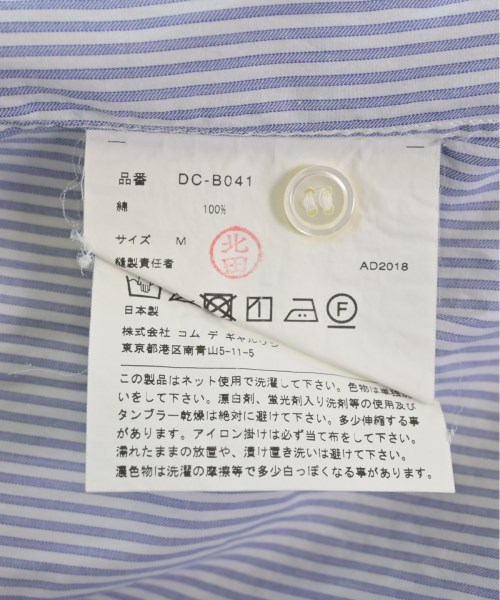 品番 DC-B041
綿 100%
サイズ M
北田
縫製責任者
AD2018
F
日本製
株式会社 コム デ ギャルソン
東京都港区南青山5-11-5
この製品はネット使用で洗濯して下さい。色物は単独洗
いをして下さい。漂白剤、蛍光剤入り洗剤等の使用及び
タンブラー乾燥は絶対に避けて下さい。多少伸縮する事
があります。アイロン掛けは必ず当て布をして下さい。
濡れたままの放置や、漬け置き洗いは避けて下さい。
濃色物は洗濯の摩擦等で多少白っぽくなる事があります。